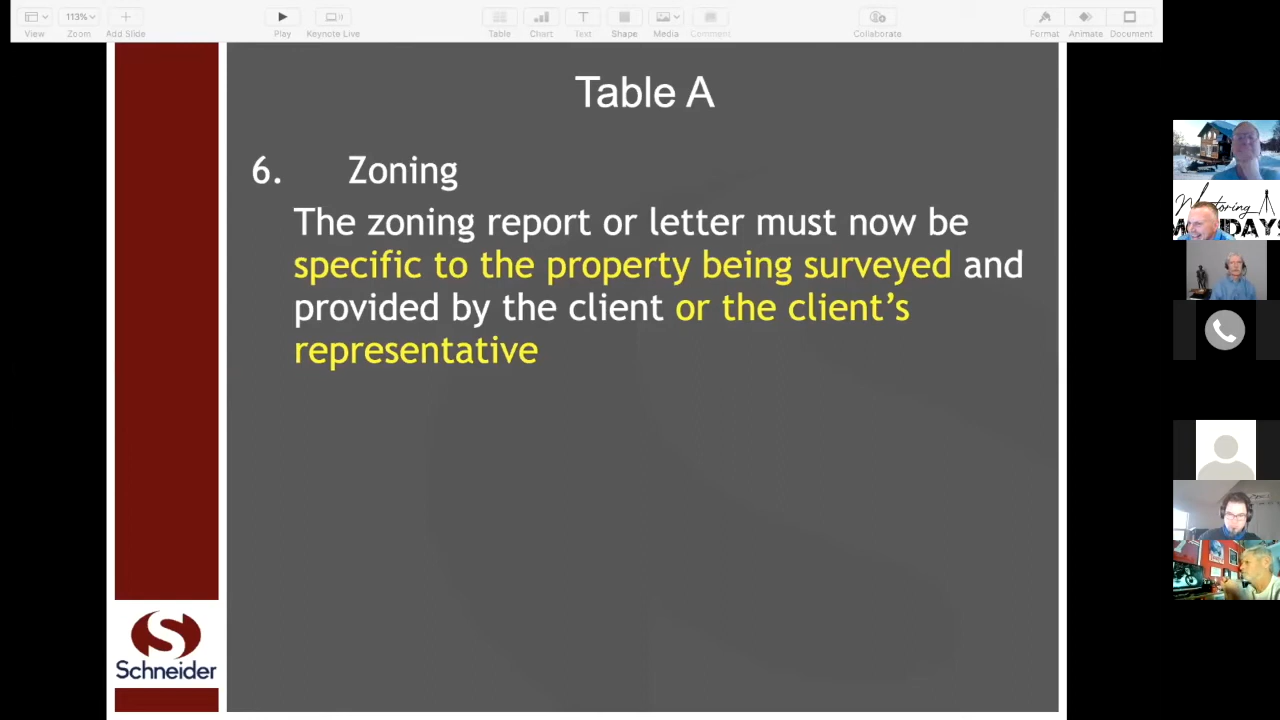 113%
View
Zoom
Add Slide
Play
Keynote Live
Table
Chart
Text
Shape
Media
Comment
Collaborate
Format
Animate
Document
Table A
6. Zoning
The zoning report or letter must now be
specific to the property being surveyed and
provided by the client or the client’s
representative
Schneider